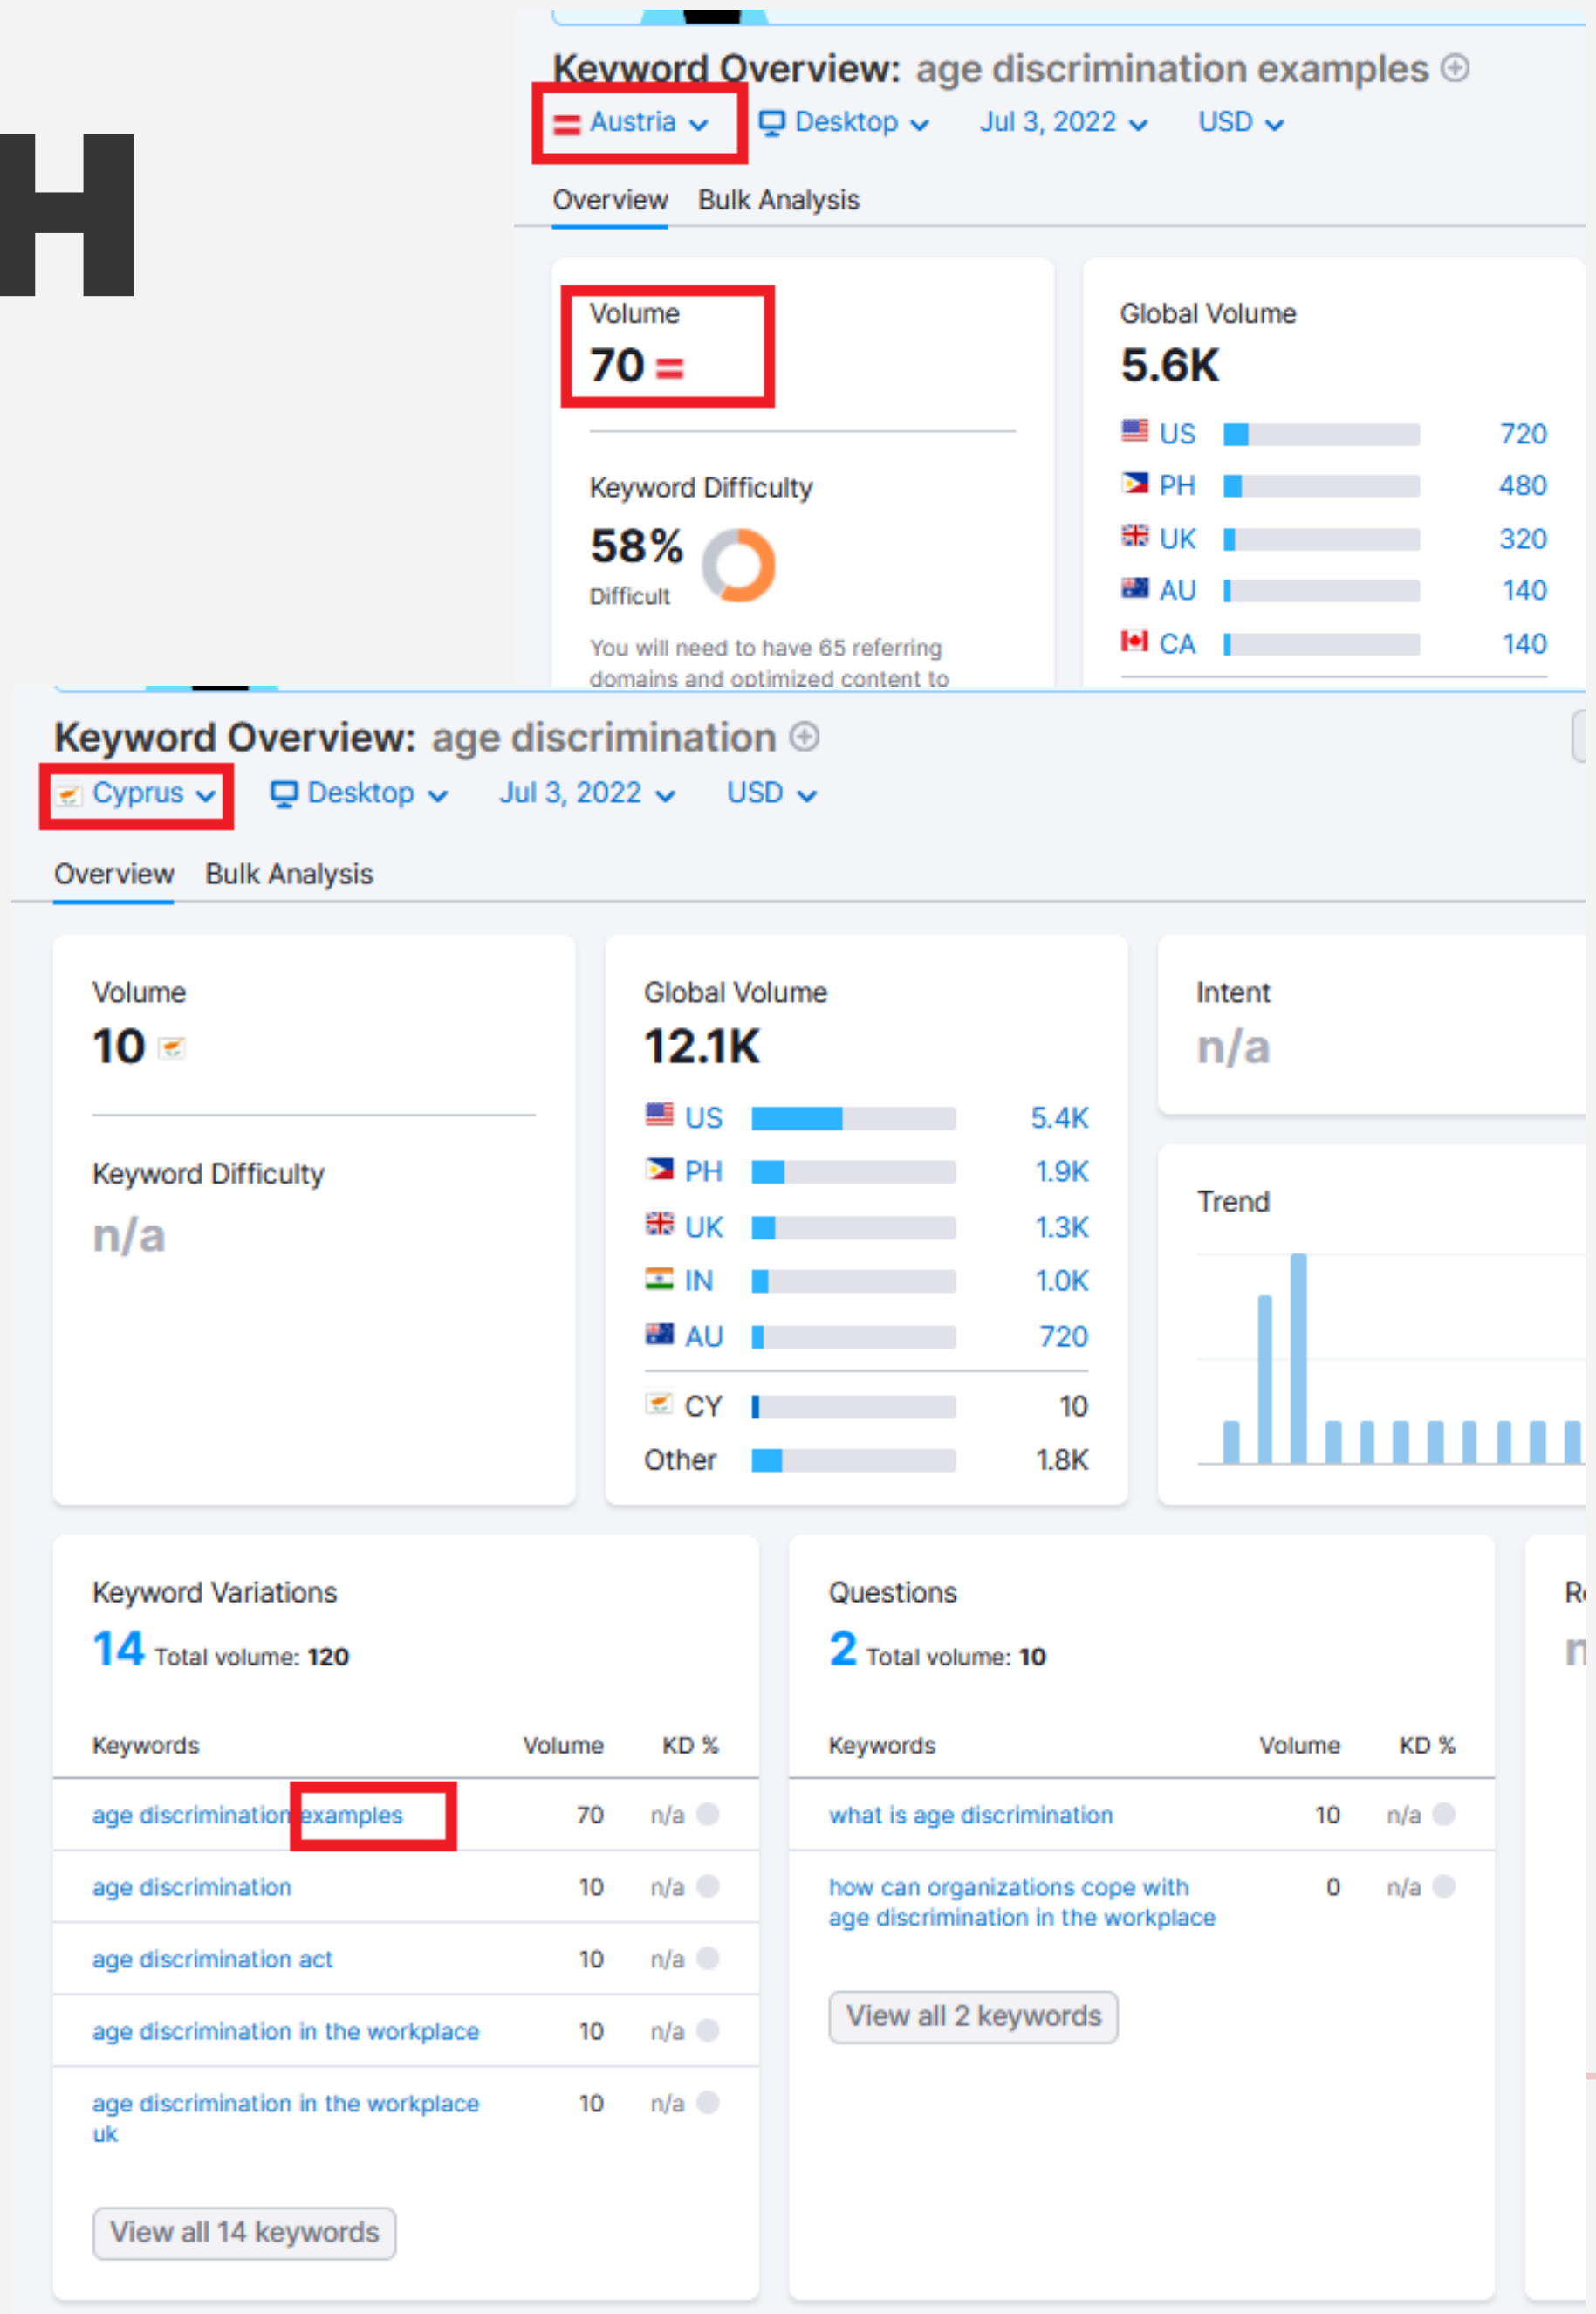 H
Keyword Overview: age discrimination examples
Austria Desktop Jul 3, 2022 USD
Overview Bulk Analysis
Volume
70
Keyword Difficulty
58%
Difficult
You will need to have 65 referring
domains and optimized content to
Global Volume
5.6K
US 720
PH 480
UK 320
AU 140
CA 140
Keyword Overview: age discrimination
Cyprus Desktop Jul 3, 2022 USD
Overview Bulk Analysis
Volume
10
Keyword Difficulty
n/a
Global Volume
12.1K
US 5.4K
PH 1.9K
UK 1.3K
IN 1.0K
AU 720
CY 10
Other 1.8K
Intent
n/a
Trend
Keyword Variations
14 Total volume: 120
Keywords Volume KD %
age discrimination examples 70 n/a
age discrimination 10 n/a
age discrimination act 10 n/a
age discrimination in the workplace 10 n/a
age discrimination in the workplace 10 n/a
uk
View all 14 keywords
Questions
2 Total volume: 10
Keywords Volume KD %
what is age discrimination 10 n/a
how can organizations cope with 0 n/a
age discrimination in the workplace
View all 2 keywords